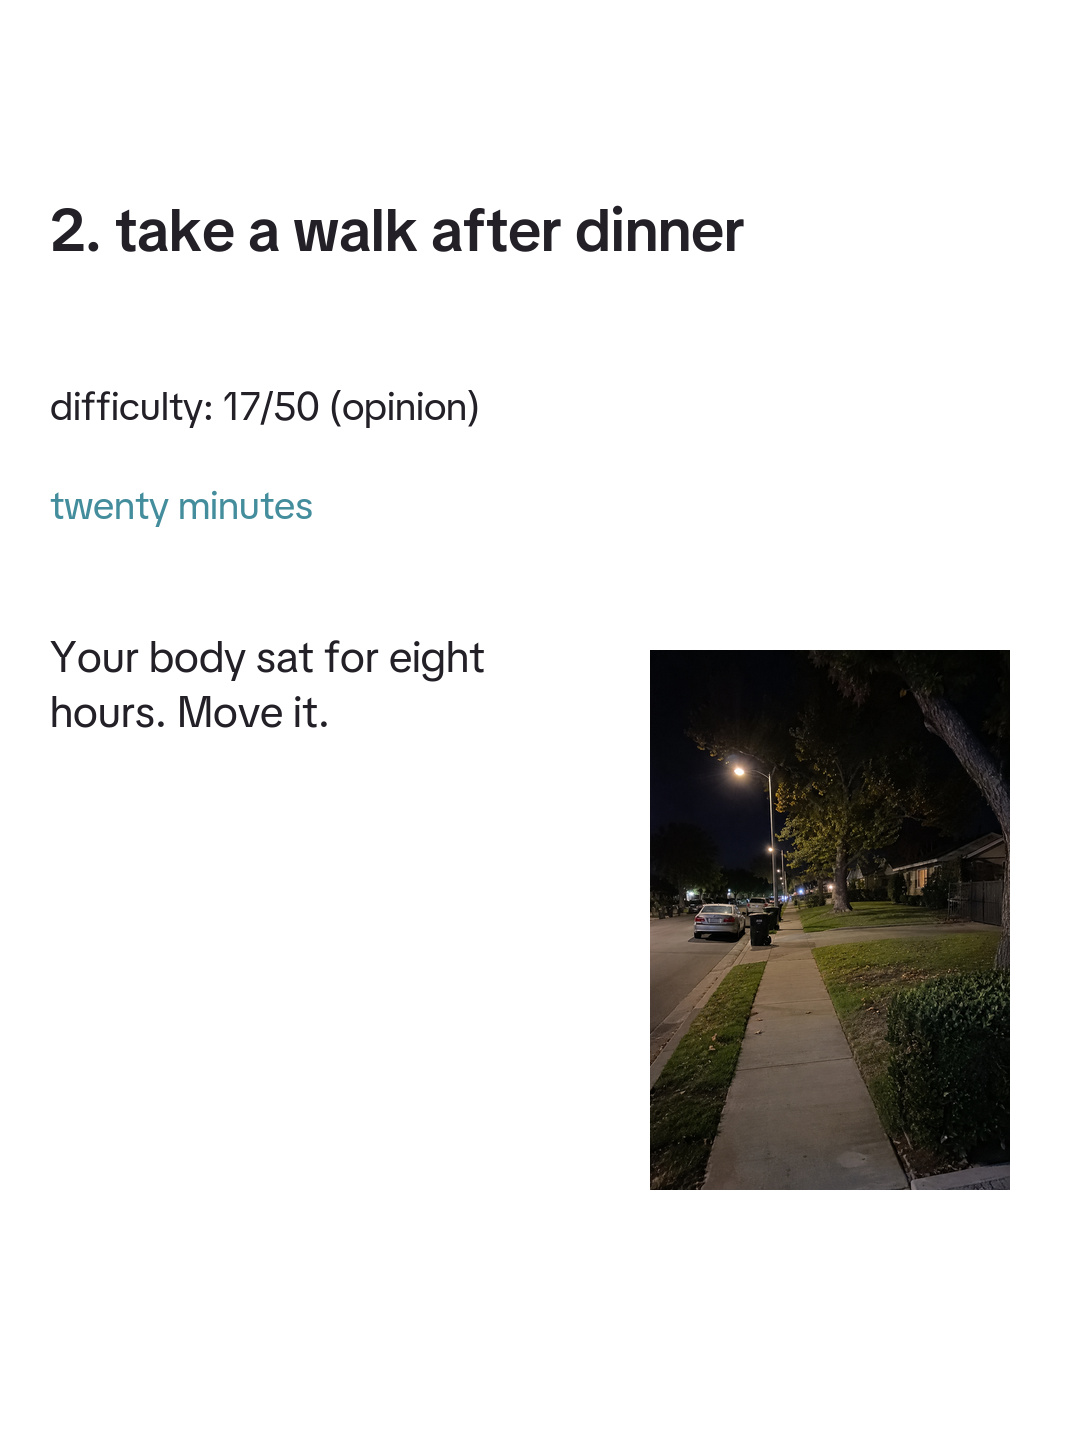 2. take a walk after dinner
difficulty: 17/50 (opinion)
twenty minutes
Your body sat for eight
hours. Move it.